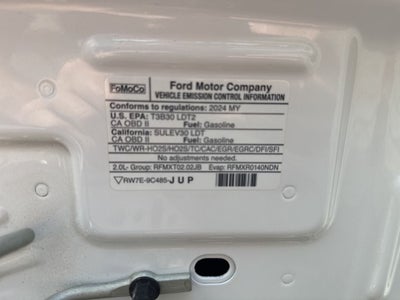 FoMoCo
Ford Motor Company
VEHICLE EMISSION CONTROL INFORMATION
Conforms to regulations: 2024 MY
U.S. EPA: T3B30 LDT2
CA OBD II Fuel: Gasoline
California: SULEV30 LDT
CA OBD II Fuel: Gasoline
TWC/WR-HO2S/HO2S/TC/CAC/EGR/EGRC/DFI/SFI
No adjustments needed.
2.0L- Group: RFMXT02.02JB Evap: RFMXR0140NDN
RW7E-9C485-JUP